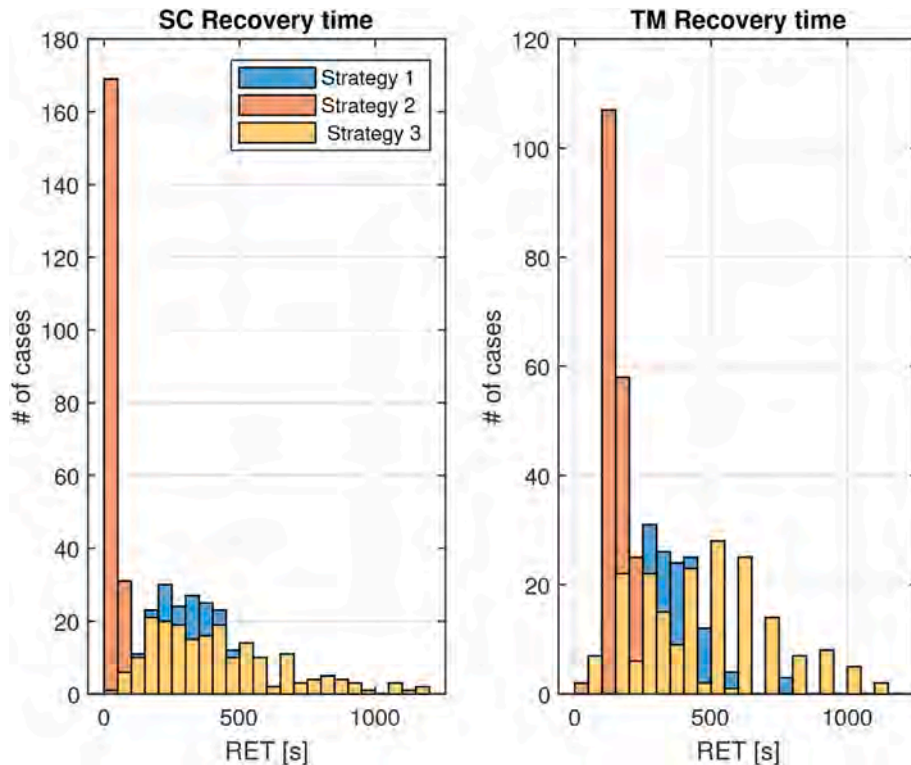 SC Recovery time
180
160
140
120
100
80
60
40
20
0
# of cases
0 500 1000
RET [s]
Strategy 1
Strategy 2
Strategy 3
TM Recovery time
120
100
80
60
40
20
0
# of cases
0 500 1000
RET [s]